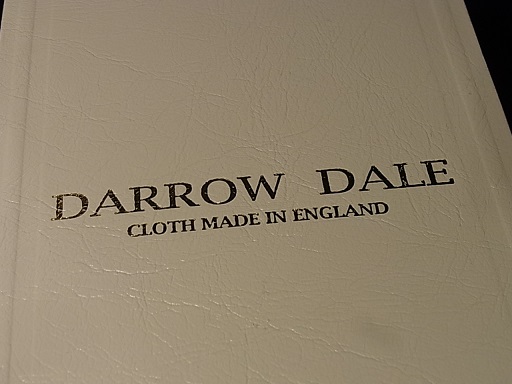 DARROW DALE
CLOTH MADE IN ENGLAND